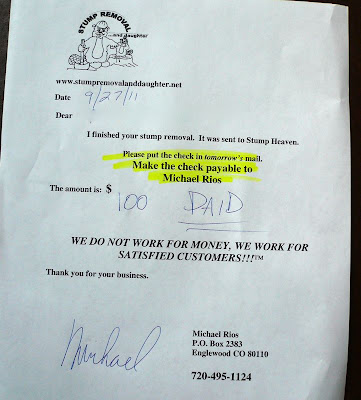 STUMP REMOVAL
and daughter
www.stumpremovalanddaughter.net
Date 9/27/11
Dear
I finished your stump removal. It was sent to Stump Heaven.
Please put the check in tomorrow's mail.
Make the check payable to
Michael Rios
The amount is: $ 100 PAID
WE DO NOT WORK FOR MONEY, WE WORK FOR
SATISFIED CUSTOMERS!!!™
Thank you for your business.
Michael
Michael Rios
P.O. Box 2383
Englewood CO 80110
720-495-1124